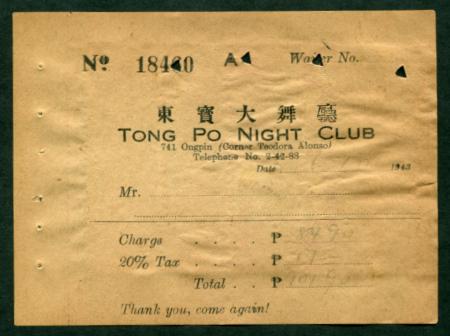 Nº 18460 A Waiter No.
東寶大舞廳
TONG PO NIGHT CLUB
741 Ongpin (Corner Teodora Alonso)
Telephone No. 2-42-83
Date 1943
Mr.
Charge . . . . ₱
20% Tax . . . . ₱
Total . . ₱
Thank you, come again!